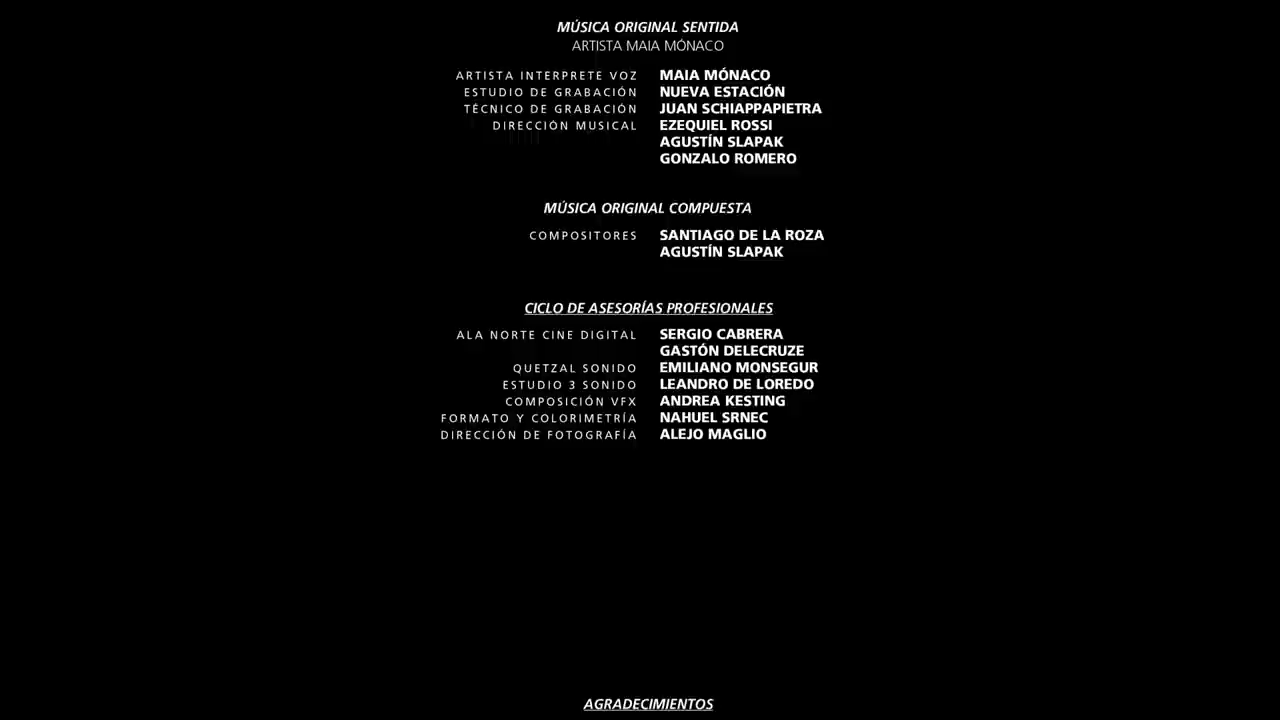 MÚSICA ORIGINAL SENTIDA
ARTISTA MAIA MÓNACO
ARTISTA INTERPRETE VOZ MAIA MÓNACO
ESTUDIO DE GRABACIÓN NUEVA ESTACIÓN
TÉCNICO DE GRABACIÓN JUAN SCHIAPPAPIETRA
DIRECCIÓN MUSICAL EZEQUIEL ROSSI
AGUSTÍN SLAPAK
GONZALO ROMERO
MÚSICA ORIGINAL COMPUESTA
COMPOSITORES SANTIAGO DE LA ROZA
AGUSTÍN SLAPAK
CICLO DE ASESORÍAS PROFESIONALES
ALA NORTE CINE DIGITAL SERGIO CABRERA
GASTÓN DELECRUZE
QUETZAL SONIDO EMILIANO MONSEGUR
ESTUDIO 3 SONIDO LEANDRO DE LOREDO
COMPOSICIÓN VFX ANDREA KESTING
FORMATO Y COLORIMETRÍA NAHUEL SRNEC
DIRECCIÓN DE FOTOGRAFÍA ALEJO MAGLIO
AGRADECIMIENTOS